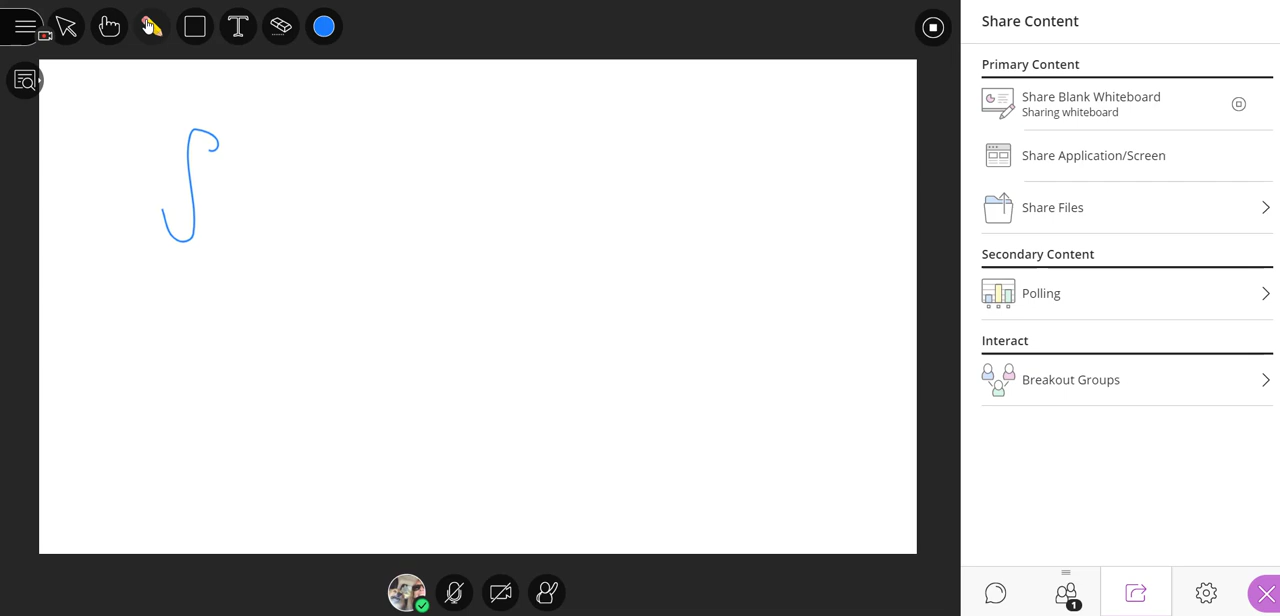 T
Share Content
Primary Content
Share Blank Whiteboard
Sharing whiteboard
Share Application/Screen
Share Files
Secondary Content
Polling
Interact
Breakout Groups
∫
1